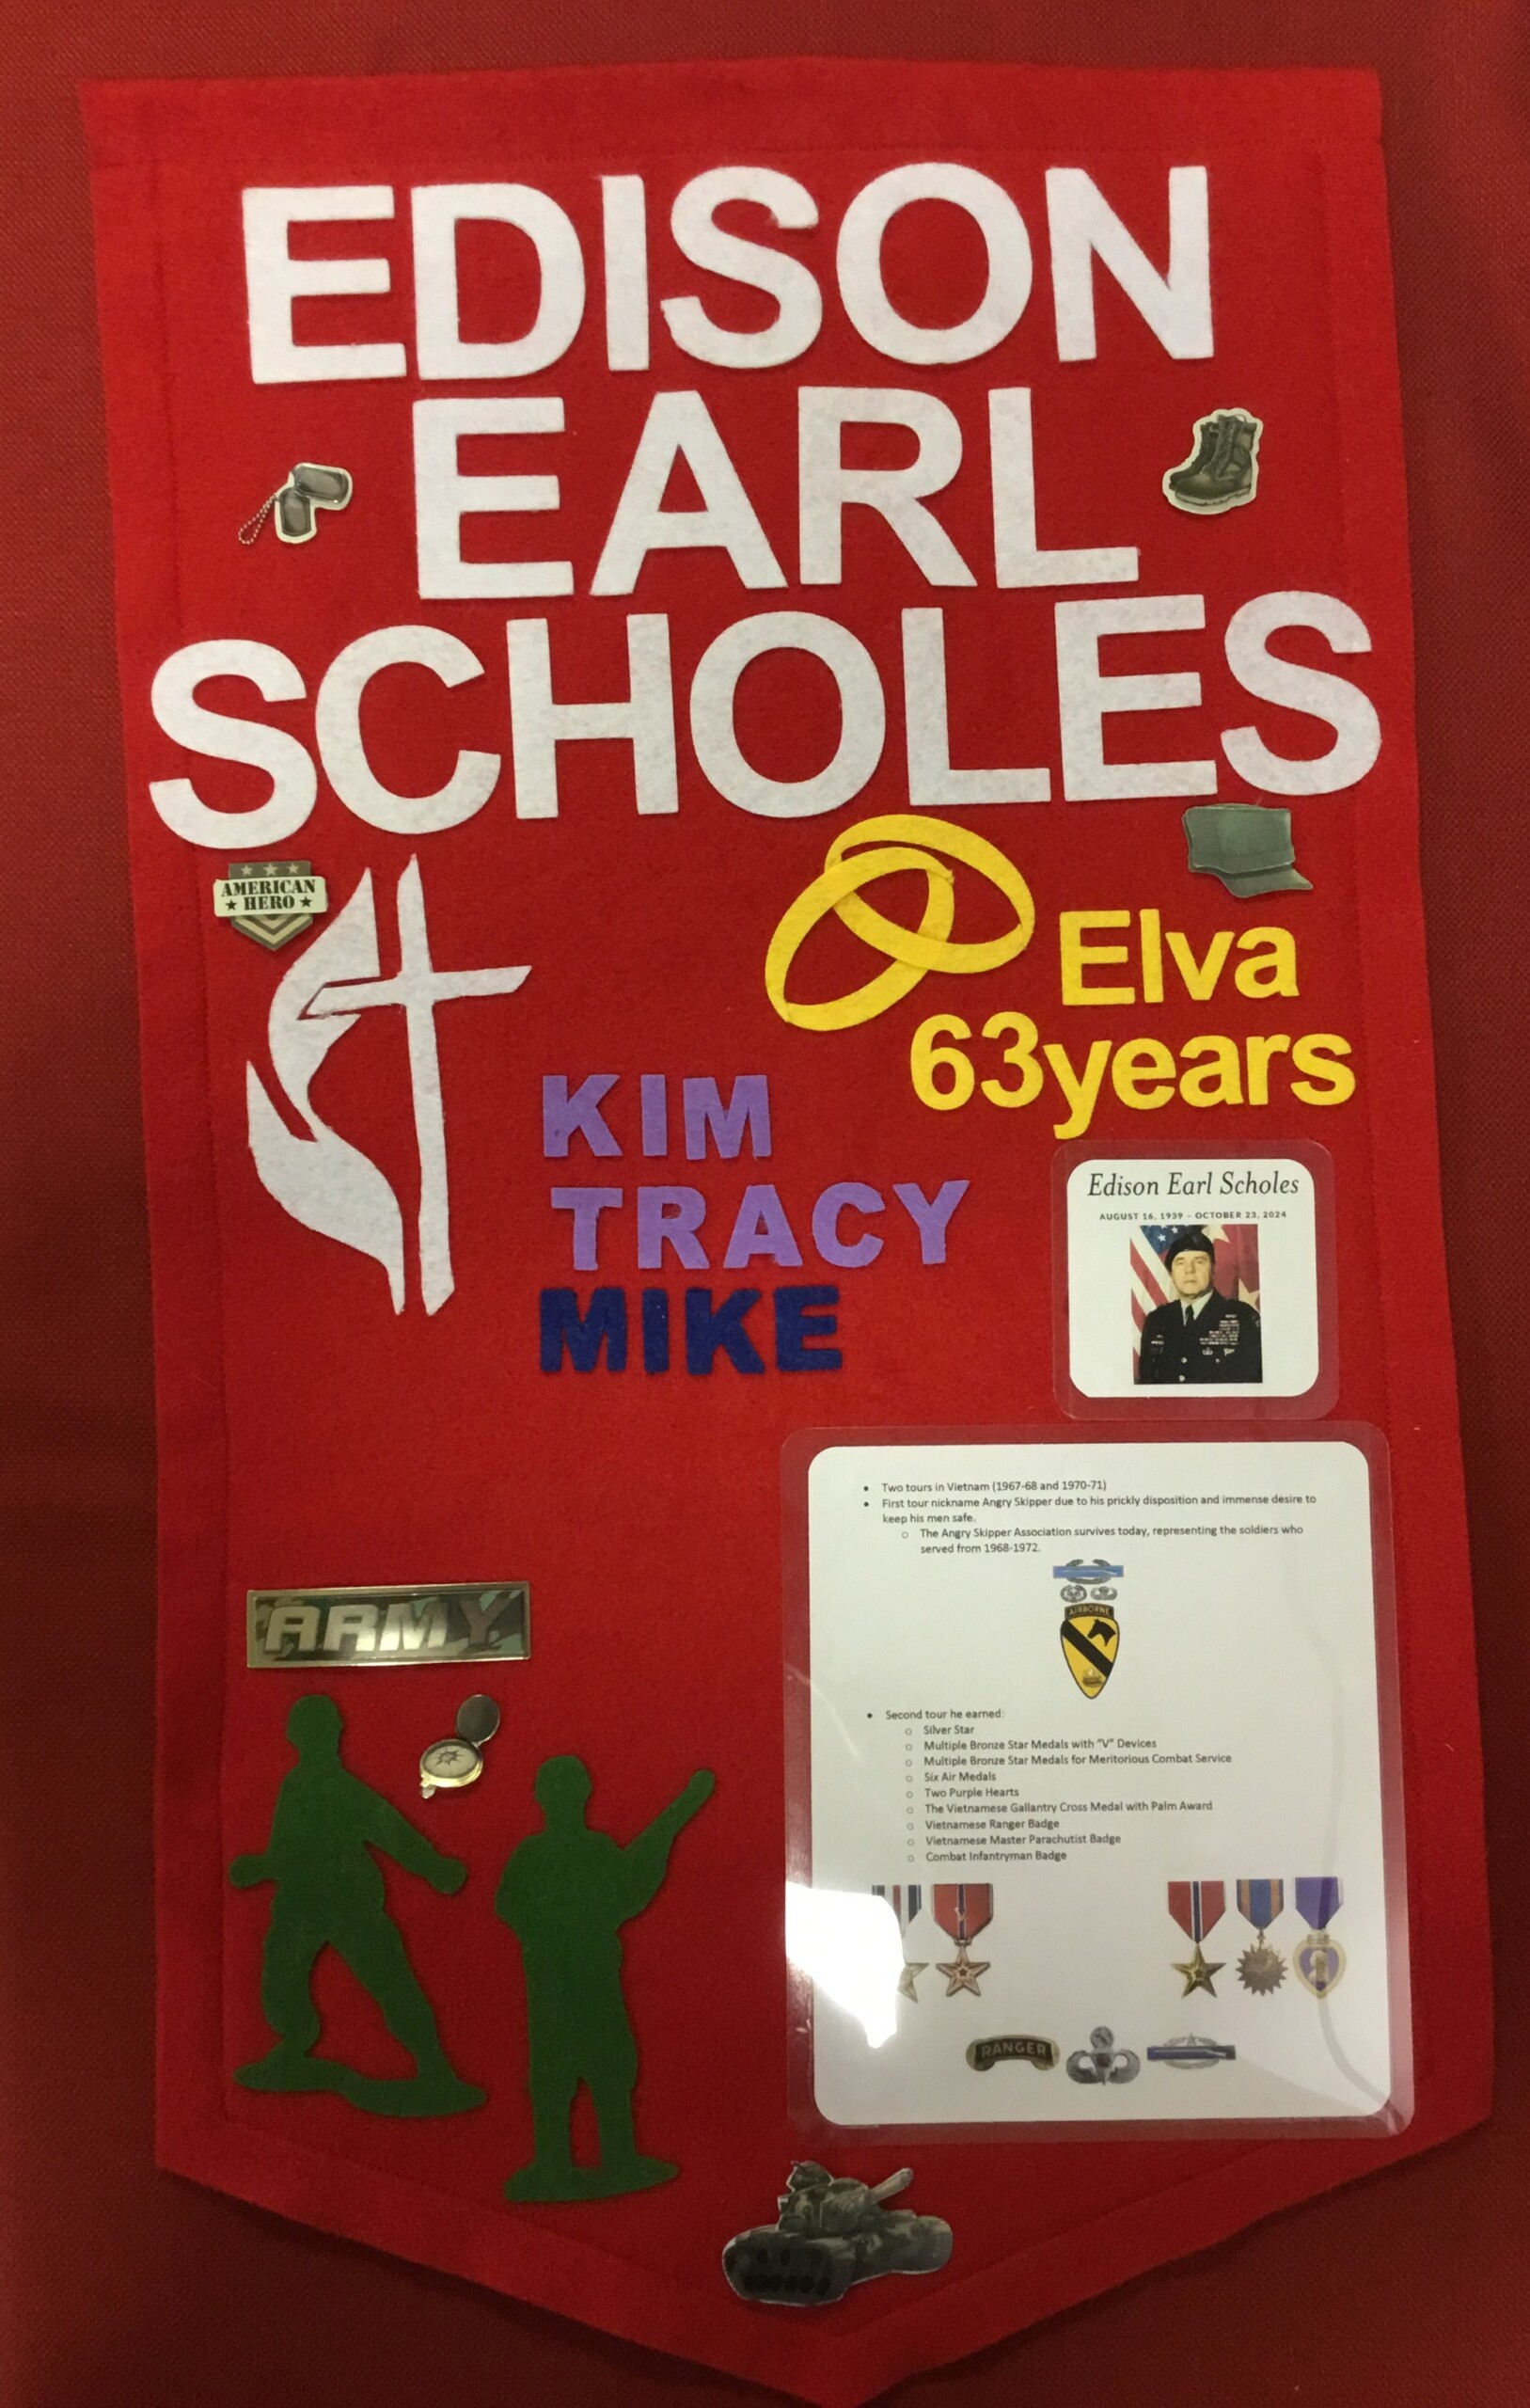 EDISON
EARL
SCHOLES
AMERICAN
★ HERO ★
Elva
63years
KIM
TRACY
MIKE
Edison Earl Scholes
AUGUST 16, 1939 - OCTOBER 23, 2024
• Two tours in Vietnam (1967-68 and 1970-71)
• First tour nickname Angry Skipper due to his prickly disposition and immense desire to
keep his men safe.
o The Angry Skipper Association survives today, representing the soldiers who
served from 1968-1972.
AIRBORNE
• Second tour he earned:
o Silver Star
o Multiple Bronze Star Medals with "V" Devices
o Multiple Bronze Star Medals for Meritorious Combat Service
o Six Air Medals
o Two Purple Hearts
o The Vietnamese Gallantry Cross Medal with Palm Award
o Vietnamese Ranger Badge
o Vietnamese Master Parachutist Badge
o Combat Infantryman Badge
RANGER
ARMY